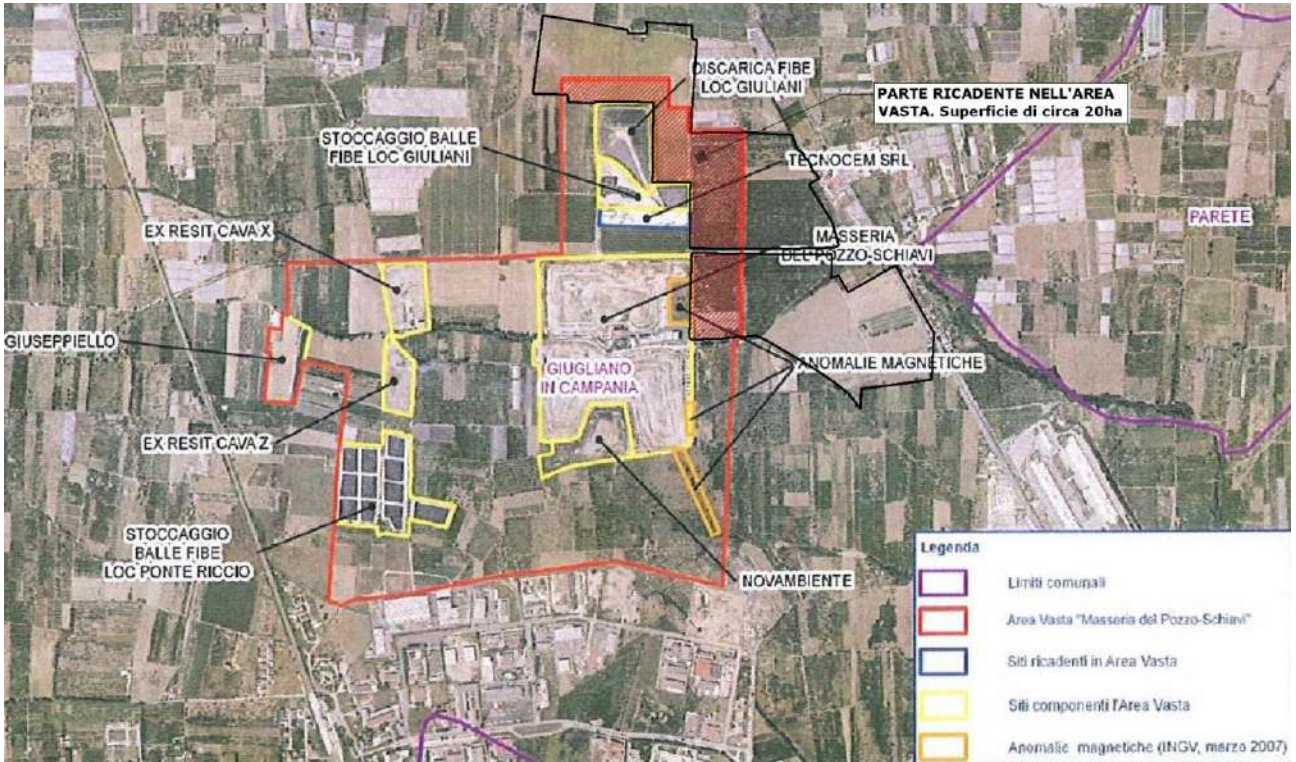 DISCARICA FIBE
LOC GIULIANI
PARTE RICADENTE NELL'AREA
VASTA. Superficie di circa 20ha
STOCCAGGIO BALLE
FIBE LOC GIULIANI
TECNOCEM SRL
PARETE
EX RESIT CAVA X
MASSERIA
DEL POZZO-SCHIAVI
GIUSEPPIELLO
GIUGLIANO
IN CAMPANIA
ANOMALIE MAGNETICHE
EX RESIT CAVA Z
STOCCAGGIO
BALLE FIBE
LOC PONTE RICCIO
NOVAMBIENTE
Legenda
Limiti comunali
Area Vasta "Masseria del Pozzo-Schiavi"
Siti ricadenti in Area Vasta
Siti componenti l'Area Vasta
Anomalie magnetiche (INGV, marzo 2007)